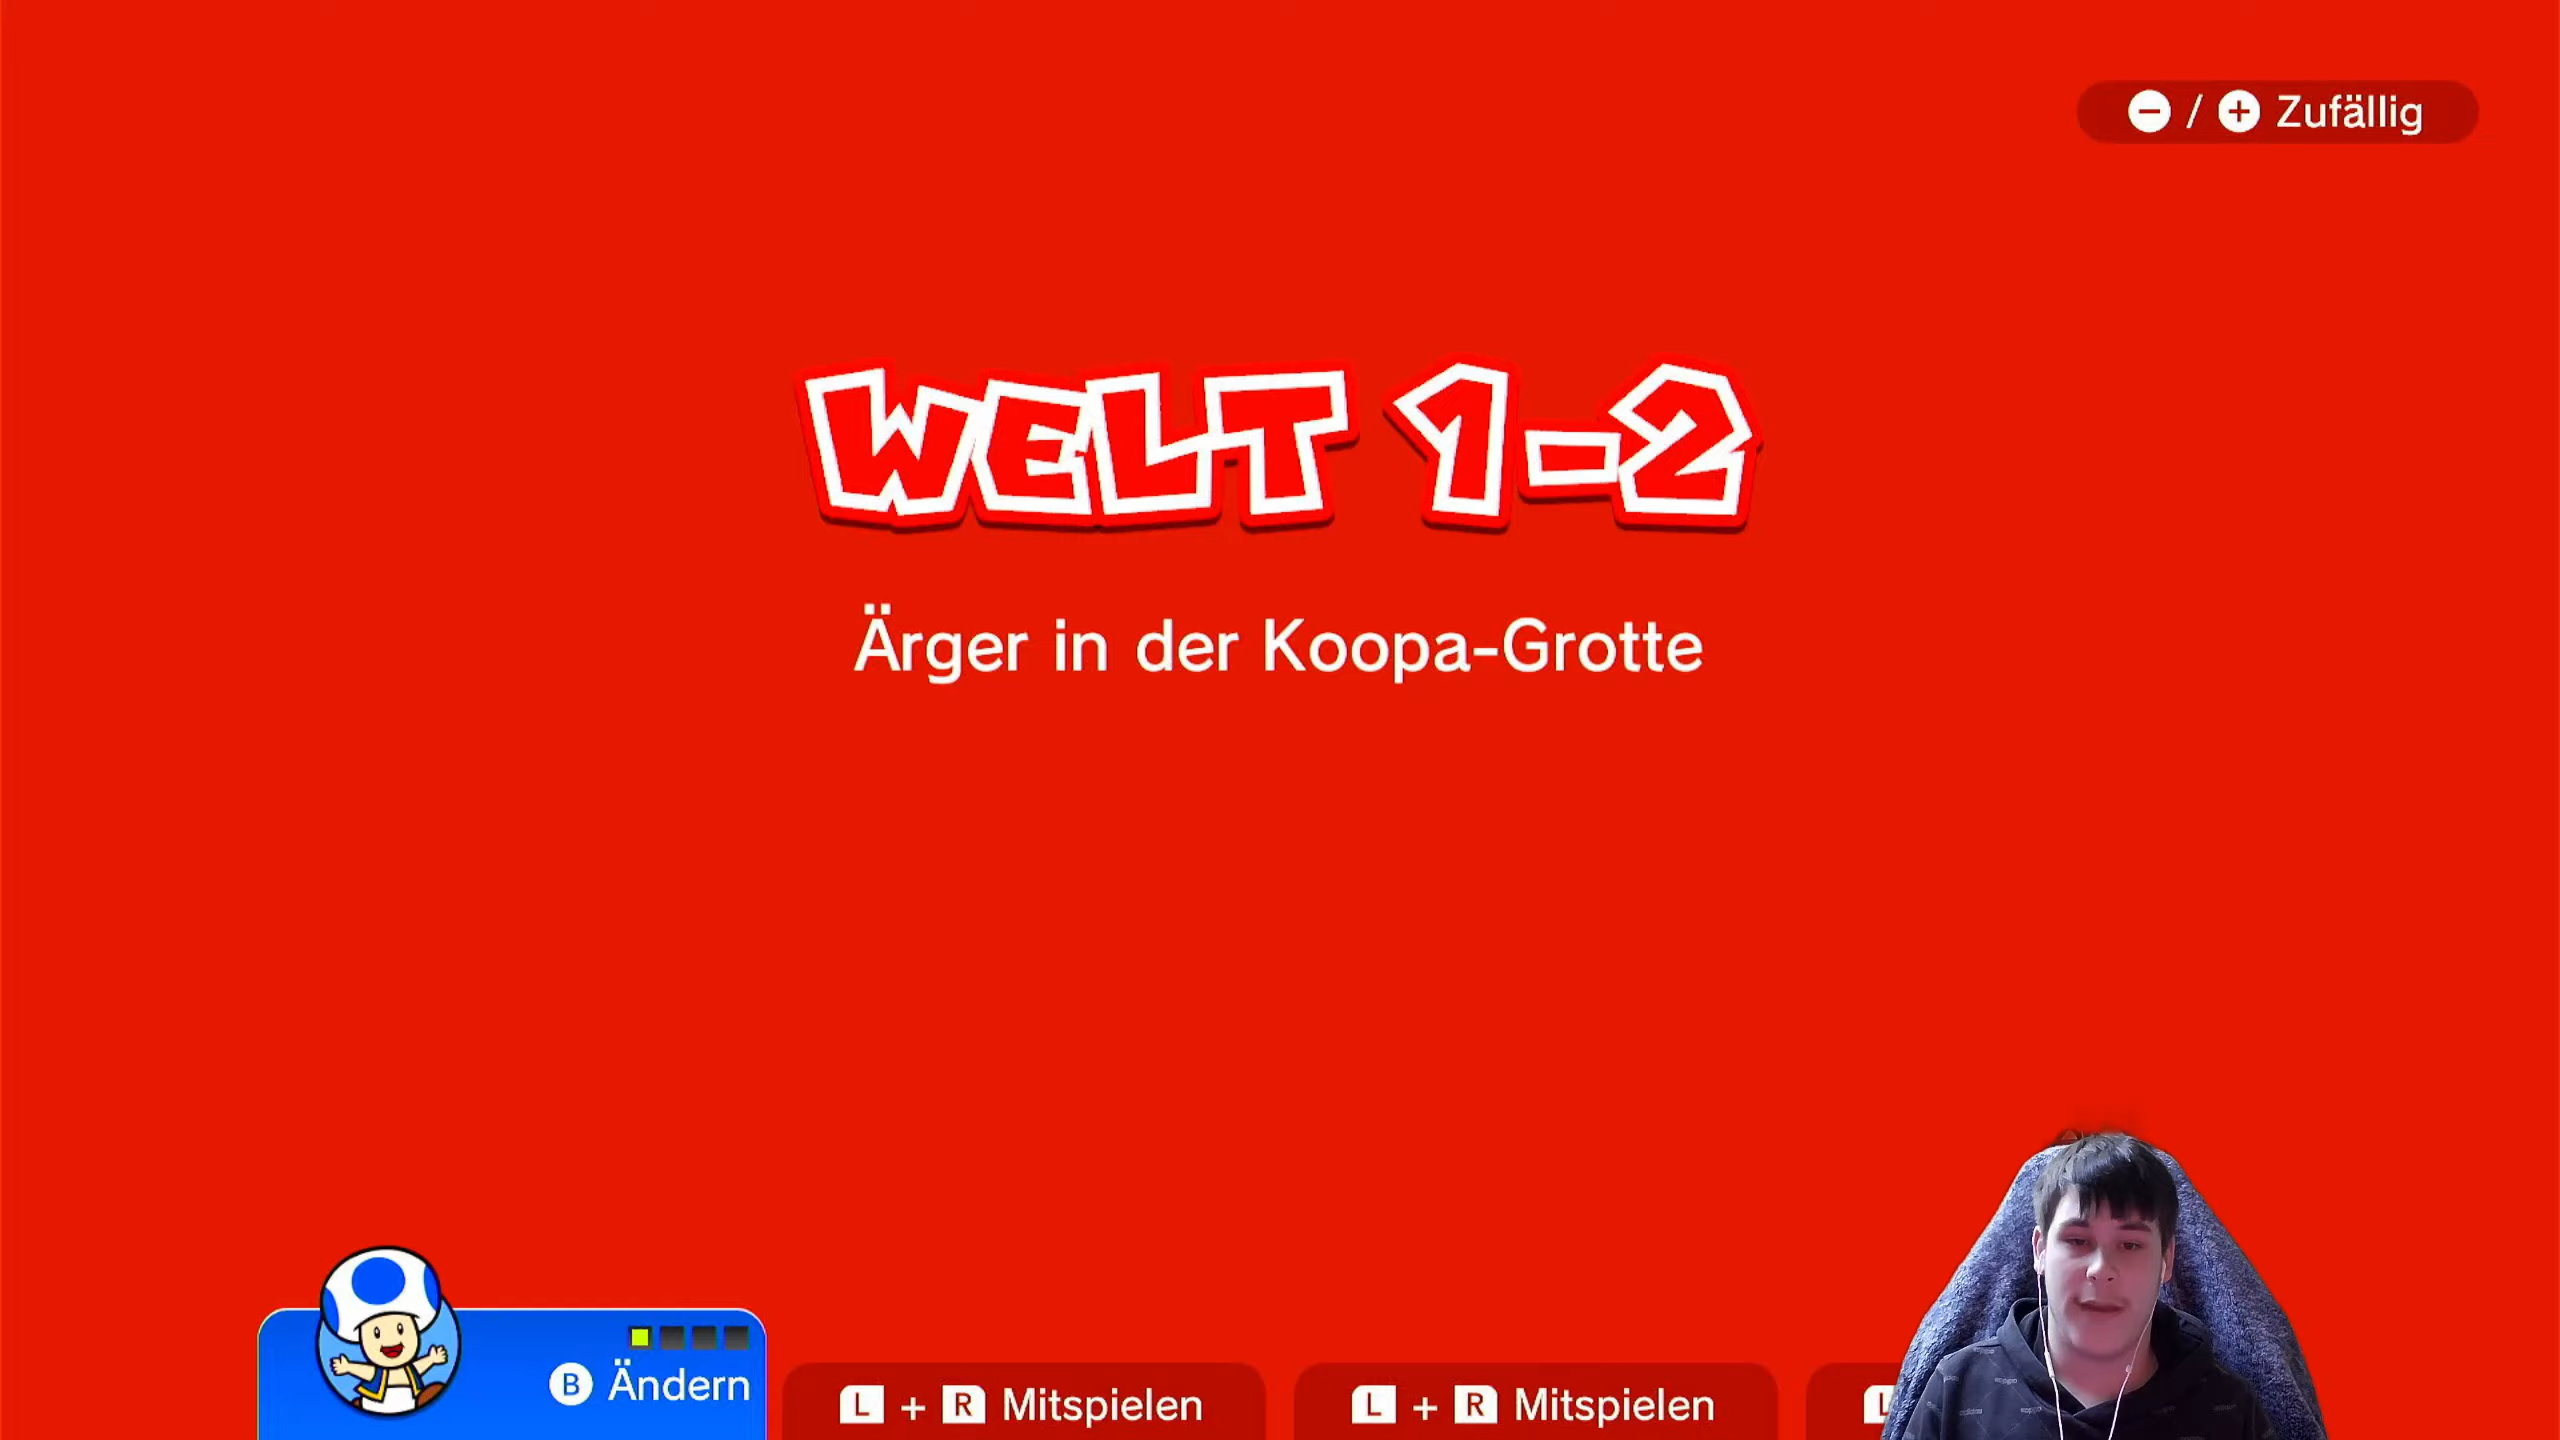 - / + Zufällig
WELT 1-2
Ärger in der Koopa-Grotte
B Ändern
L + R Mitspielen
L + R Mitspielen
L